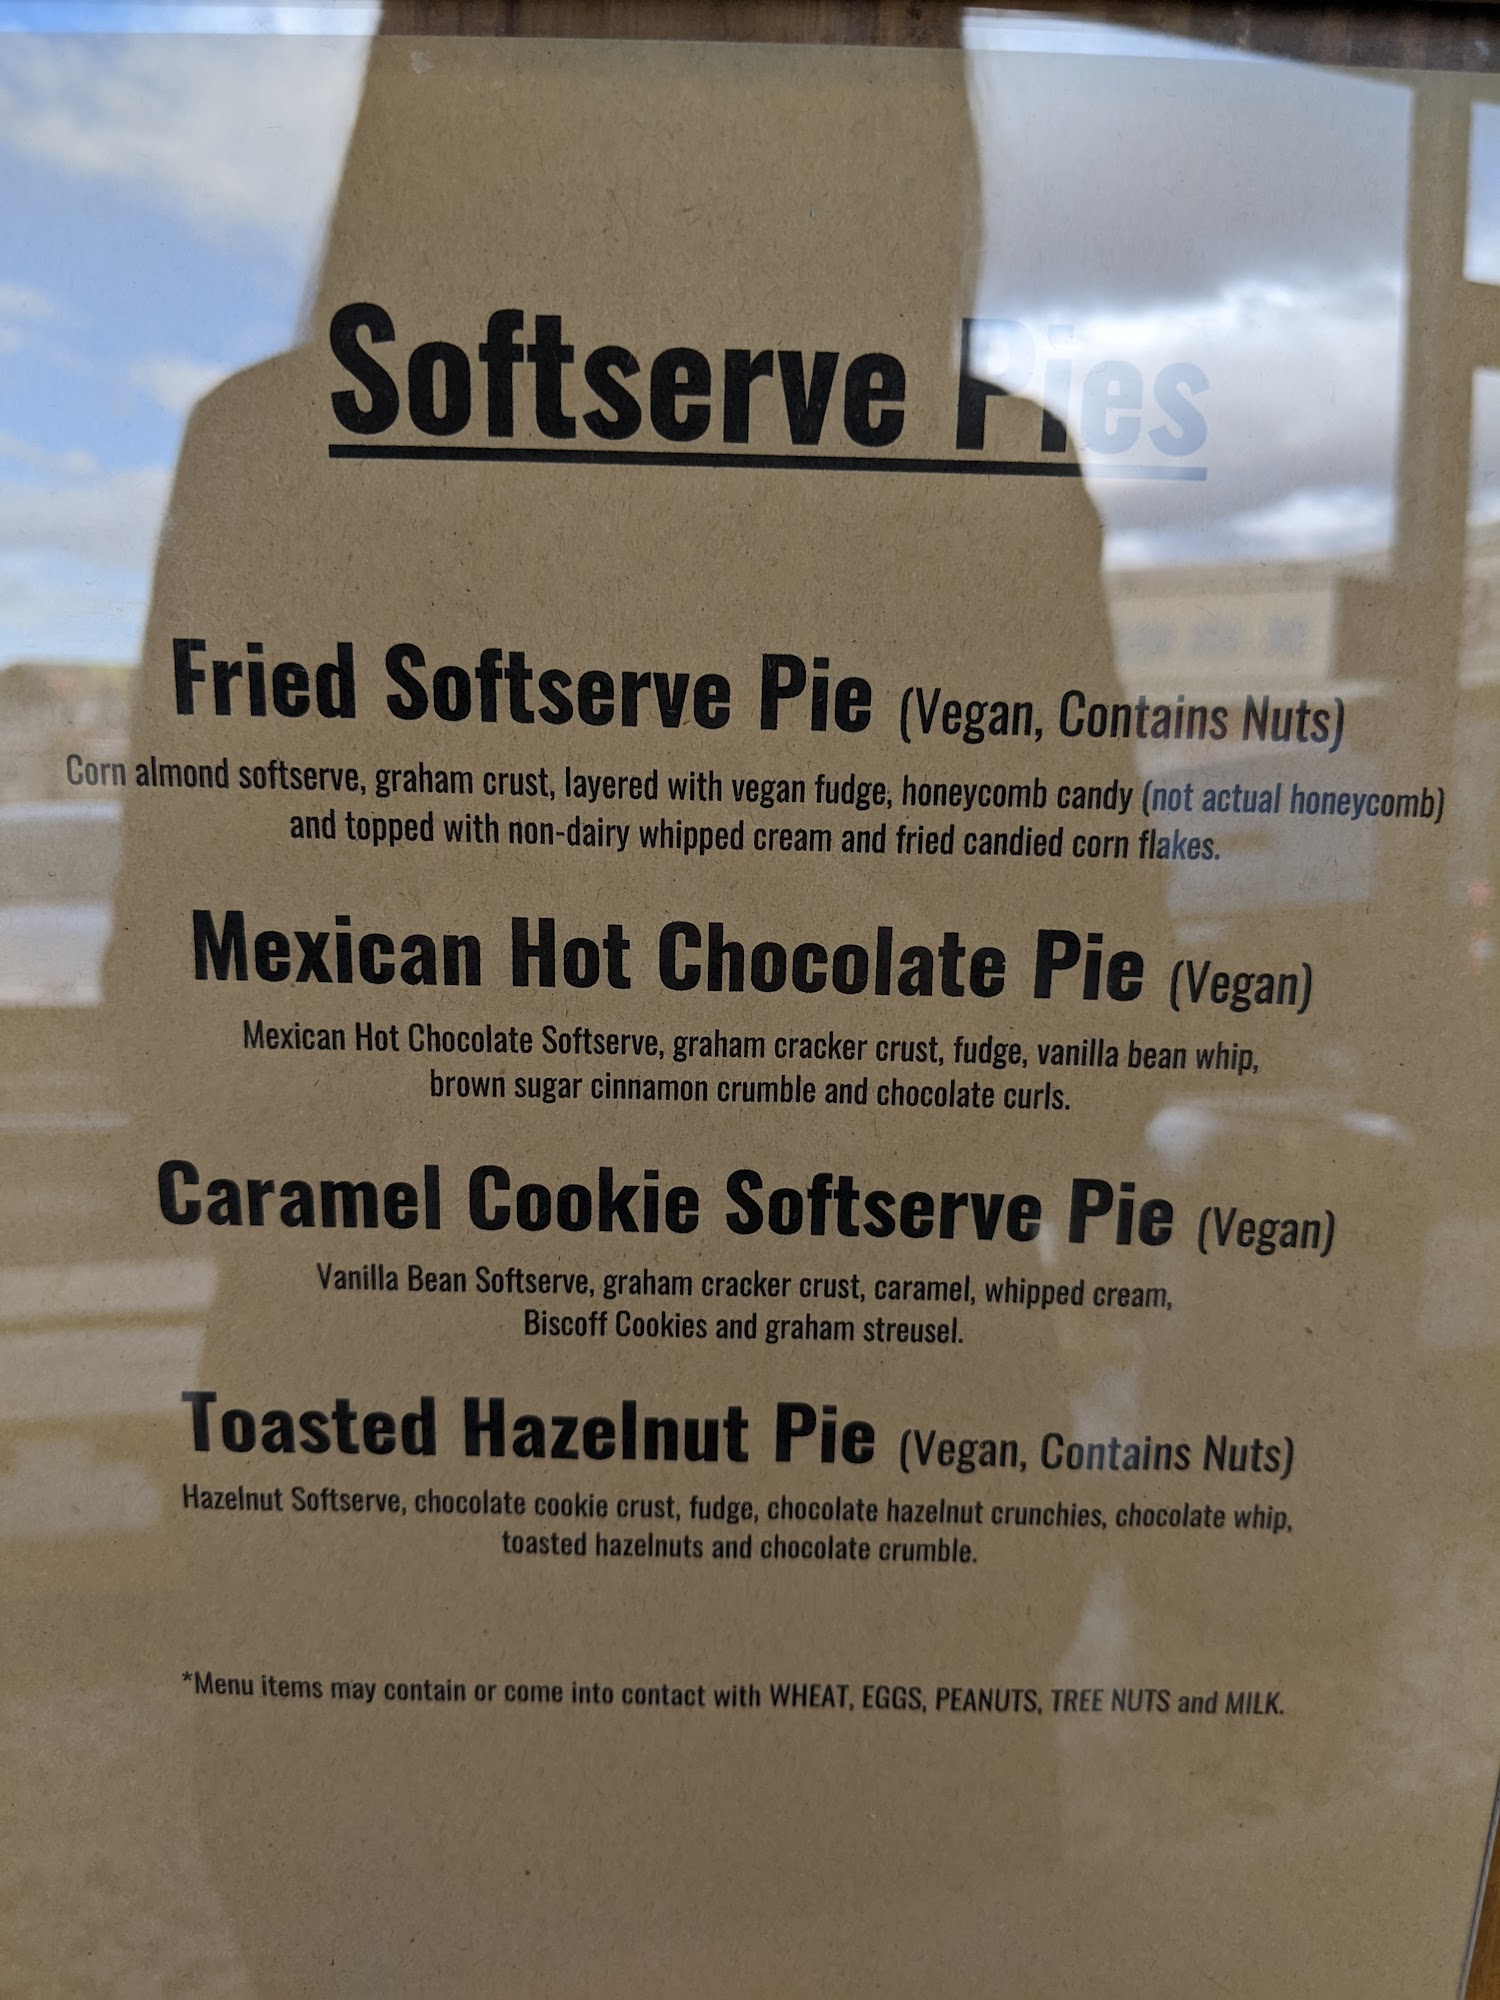 Softserve Pies
Fried Softserve Pie (Vegan, Contains Nuts)
Corn almond softserve, graham crust, layered with vegan fudge, honeycomb candy (not actual honeycomb)
and topped with non-dairy whipped cream and fried candied corn flakes.
Mexican Hot Chocolate Pie (Vegan)
Mexican Hot Chocolate Softserve, graham cracker crust, fudge, vanilla bean whip,
brown sugar cinnamon crumble and chocolate curls.
Caramel Cookie Softserve Pie (Vegan)
Vanilla Bean Softserve, graham cracker crust, caramel, whipped cream,
Biscoff Cookies and graham streusel.
Toasted Hazelnut Pie (Vegan, Contains Nuts)
Hazelnut Softserve, chocolate cookie crust, fudge, chocolate hazelnut crunchies, chocolate whip,
toasted hazelnuts and chocolate crumble.
*Menu items may contain or come into contact with WHEAT, EGGS, PEANUTS, TREE NUTS and MILK.